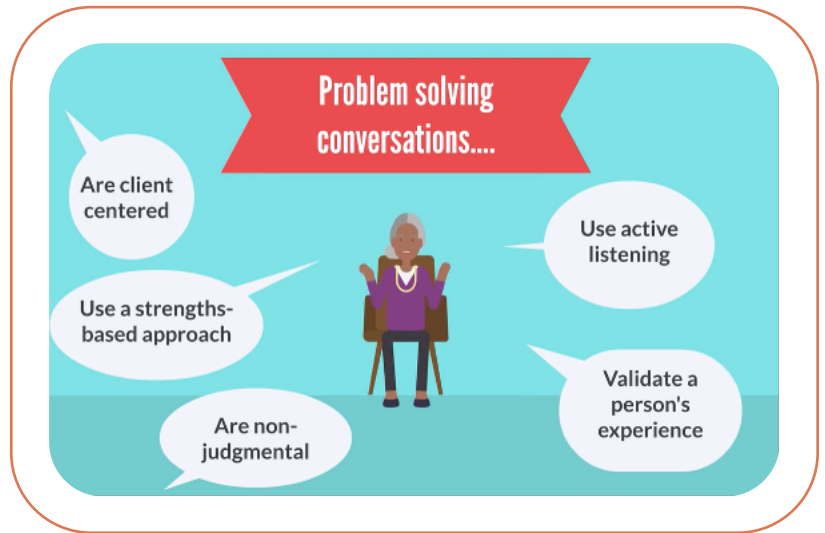 Problem solving
conversations....
Are client
centered
Use active
listening
Use a strengths-
based approach
Validate a
person's
experience
Are non-
judgmental